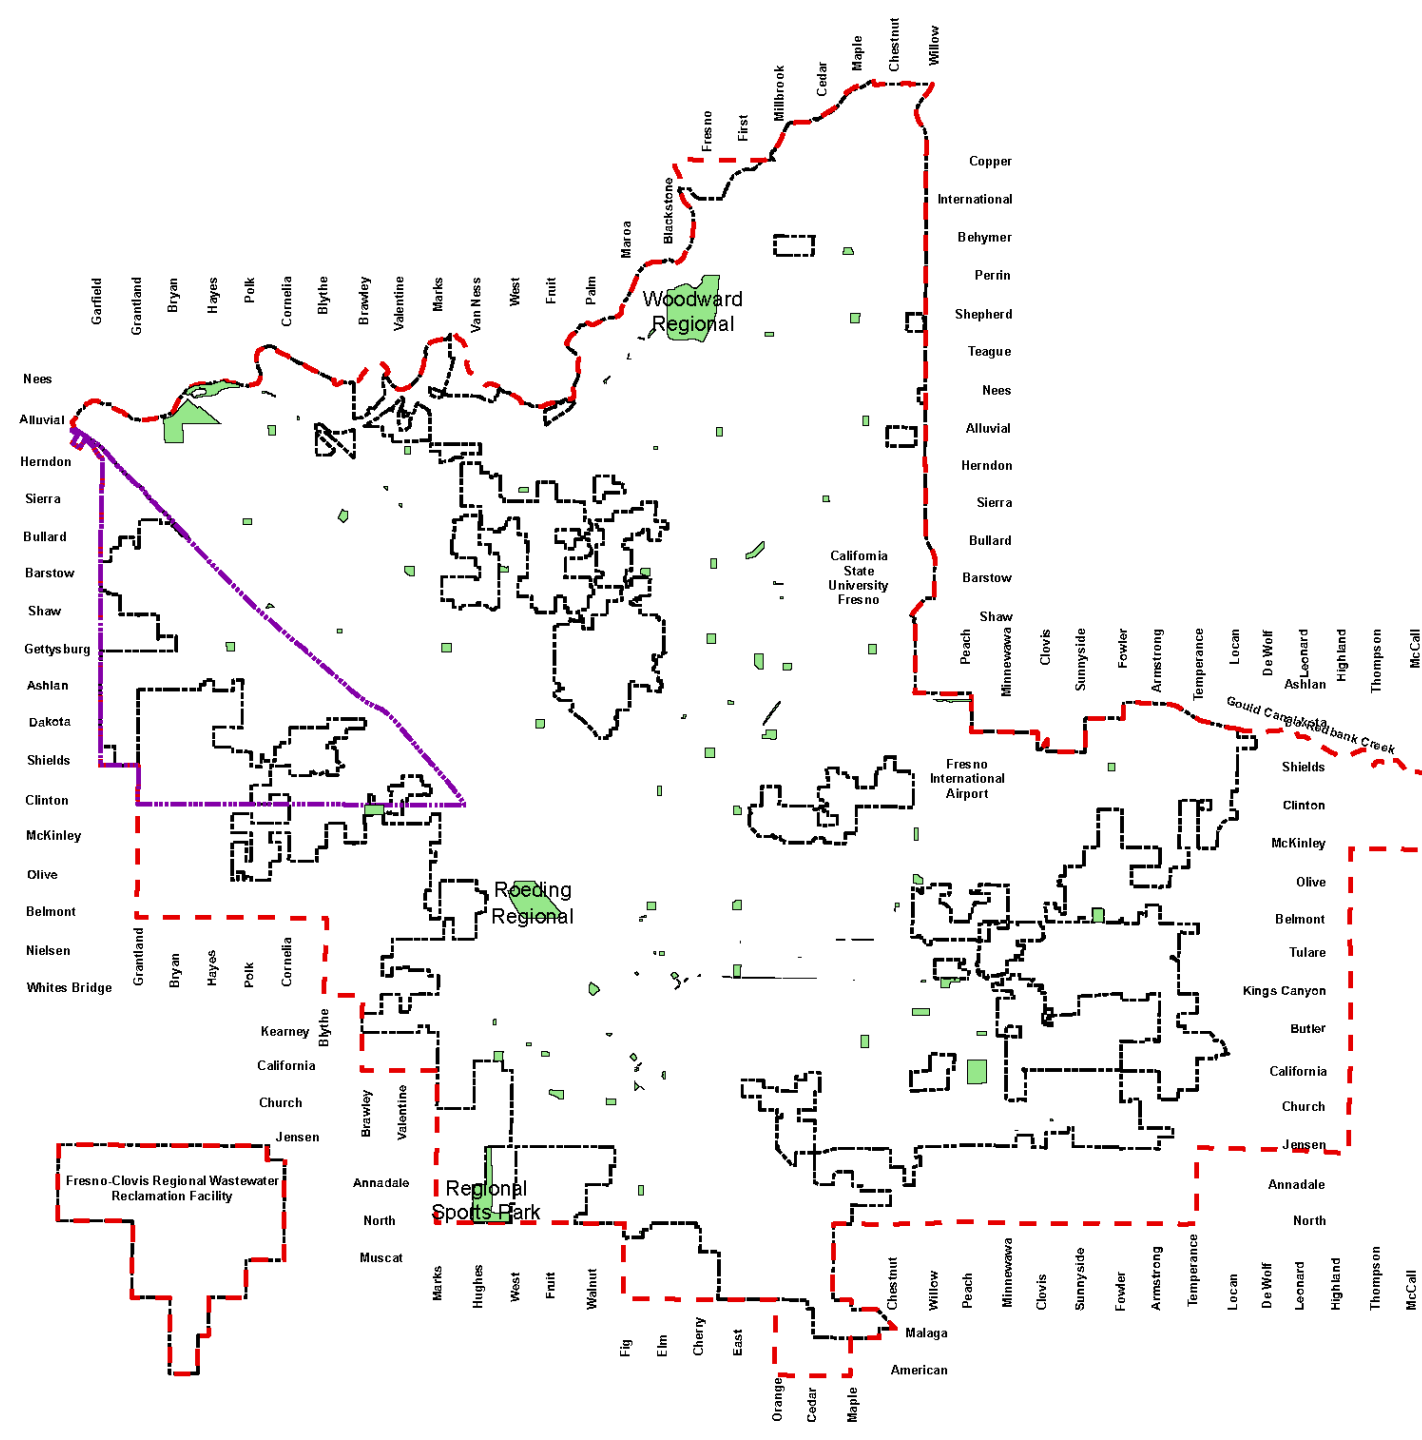 Willow
Chestnut
Maple
Cedar
Millbrook
First
Fresno
Blackstone
Maroa
Palm
Fruit
West
Van Ness
Marks
Valentine
Brawley
Blythe
Cornelia
Polk
Hayes
Bryan
Grantland
Garfield
Copper
International
Behymer
Perrin
Shepherd
Teague
Nees
Alluvial
Herndon
Sierra
Bullard
Barstow
Shaw
Woodward
Regional
Nees
Alluvial
Herndon
Sierra
Bullard
Barstow
Shaw
Gettysburg
Ashlan
Dakota
Shields
Clinton
McKinley
Olive
Belmont
Nielsen
Whites Bridge
California
State
University
Fresno
Peach
Minnewawa
Clovis
Sunnyside
Fowler
Armstrong
Temperance
Locan
De Wolf
Leonard
Highland
Thompson
McCall
Ashlan
Gould Canal
Redbank Creek
Fresno
International
Airport
Shields
Clinton
McKinley
Olive
Belmont
Tulare
Kings Canyon
Butler
California
Church
Jensen
Annadale
North
Roeding
Regional
Grantland
Bryan
Hayes
Polk
Cornelia
Blythe
Kearney
California
Church
Jensen
Brawley
Valentine
Annadale
North
Muscat
Fresno-Clovis Regional Wastewater
Reclamation Facility
Regional
Sports Park
Marks
Hughes
West
Fruit
Walnut
Fig
Elm
Cherry
East
Orange
Cedar
Maple
Chestnut
Willow
Peach
Minnewawa
Clovis
Sunnyside
Fowler
Armstrong
Temperance
Locan
De Wolf
Leonard
Highland
Thompson
McCall
Malaga
American